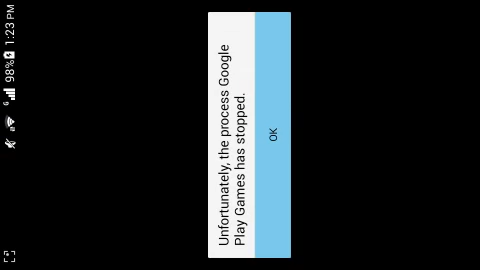 98% 1:23 PM
Unfortunately, the process Google
Play Games has stopped.
OK